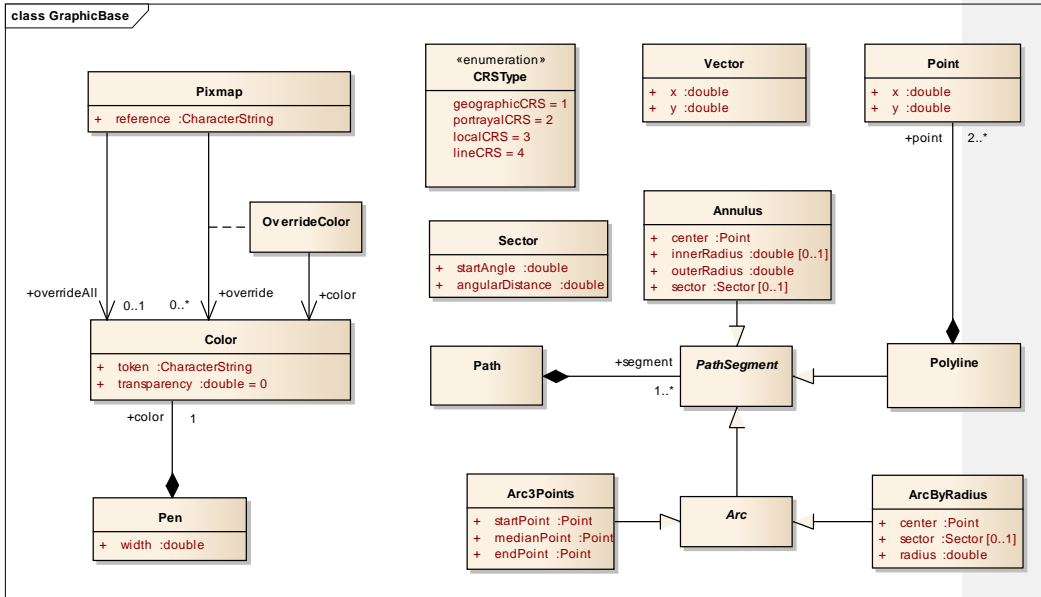 class GraphicBase
Pixmap
+ reference :CharacterString
«enumeration»
CRSType
geographicCRS = 1
portrayalCRS = 2
localCRS = 3
lineCRS = 4
Vector
+ x :double
+ y :double
Point
+ x :double
+ y :double
+point 2..*
OverrideColor
Sector
+ startAngle :double
+ angularDistance :double
Annulus
+ center :Point
+ innerRadius :double [0..1]
+ outerRadius :double
+ sector :Sector [0..1]
+overrideAll 0..1 0..* +override +color
Color
+ token :CharacterString
+ transparency :double = 0
+color 1
Path
+segment
1..*
PathSegment
Polyline
Pen
+ width :double
Arc3Points
+ startPoint :Point
+ medianPoint :Point
+ endPoint :Point
Arc
ArcByRadius
+ center :Point
+ sector :Sector [0..1]
+ radius :double